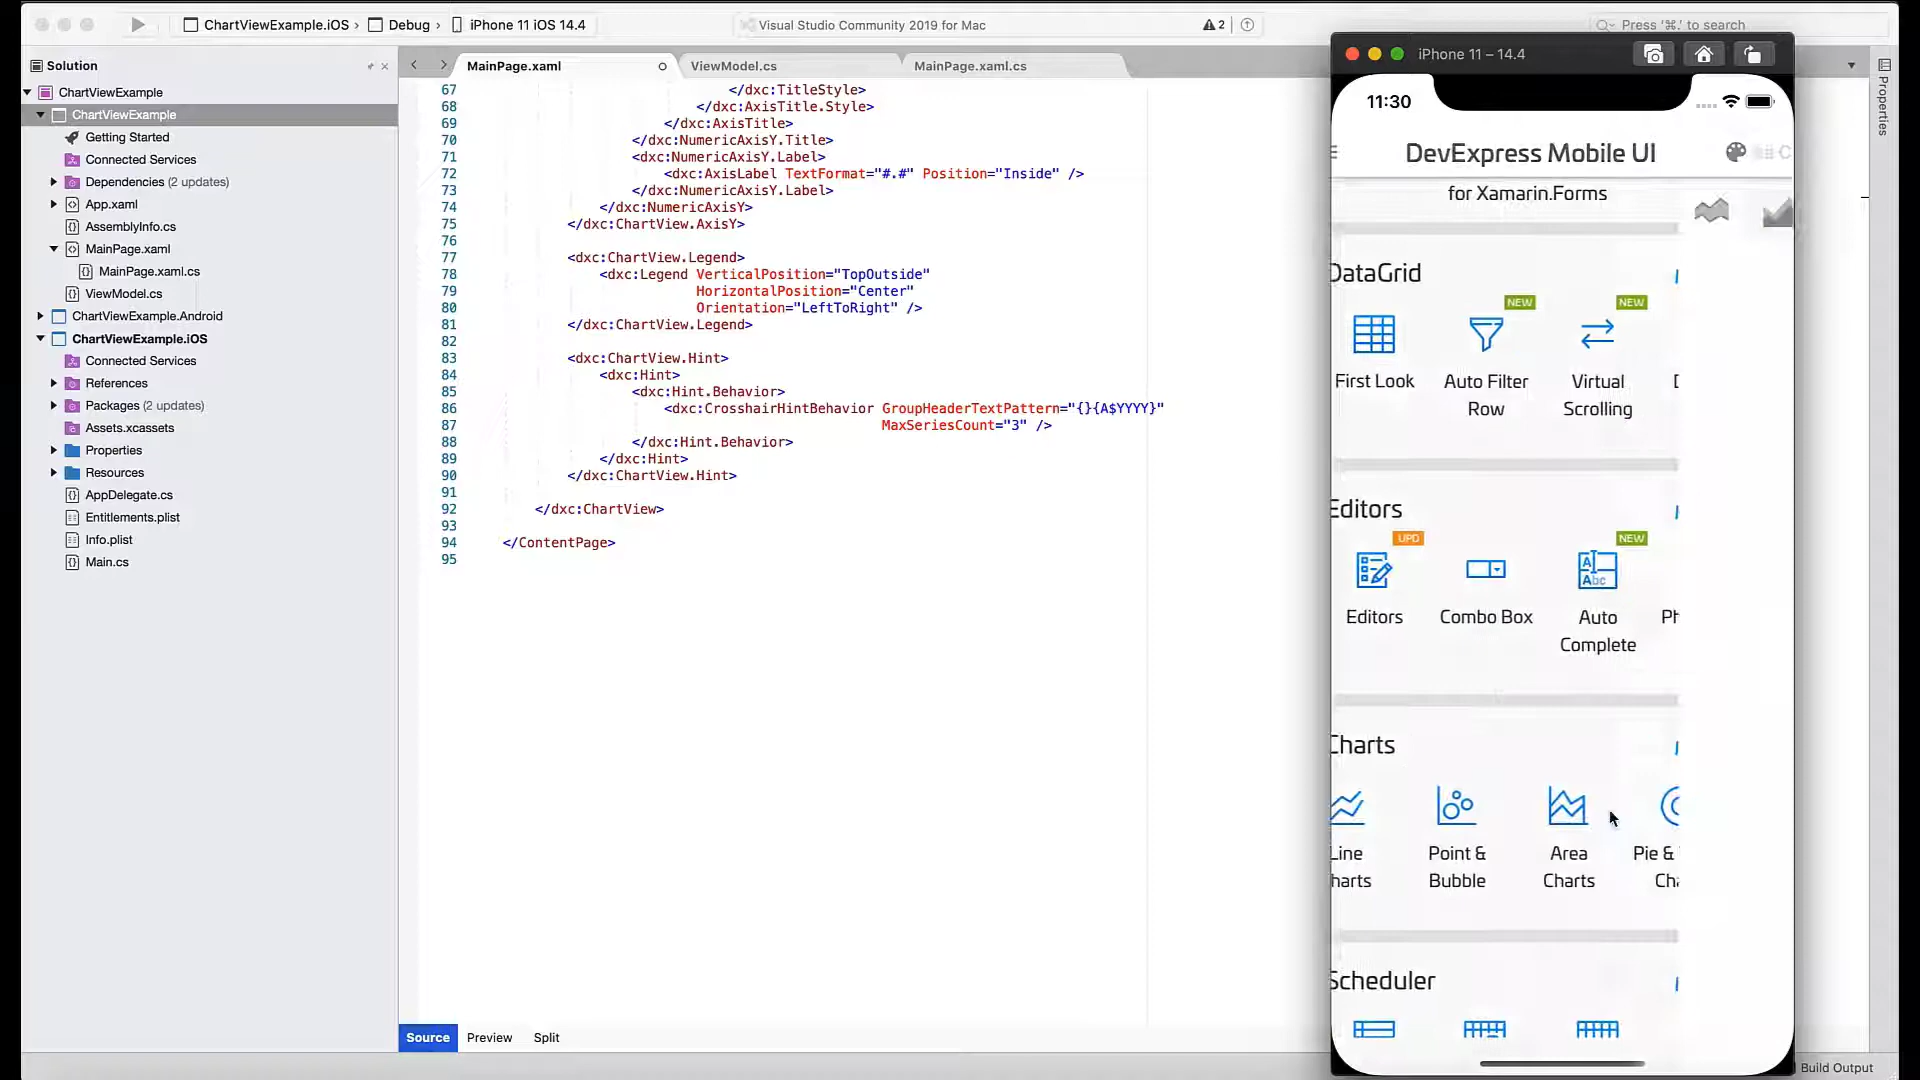 ChartViewExample.iOS › Debug › iPhone 11 iOS 14.4
Visual Studio Community 2019 for Mac
2
Press '⌘.' to search
Solution
ChartViewExample
ChartViewExample
Getting Started
Connected Services
Dependencies (2 updates)
App.xaml
AssemblyInfo.cs
MainPage.xaml
MainPage.xaml.cs
ViewModel.cs
ChartViewExample.Android
ChartViewExample.iOS
Connected Services
References
Packages (2 updates)
Assets.xcassets
Properties
Resources
AppDelegate.cs
Entitlements.plist
Info.plist
Main.cs
MainPage.xaml
ViewModel.cs
MainPage.xaml.cs
67 </dxc:TitleStyle>
68 </dxc:AxisTitle.Style>
69 </dxc:AxisTitle>
70 </dxc:NumericAxisY.Title>
71 <dxc:NumericAxisY.Label>
72 <dxc:AxisLabel TextFormat="#.#" Position="Inside" />
73 </dxc:NumericAxisY.Label>
74 </dxc:NumericAxisY>
75 </dxc:ChartView.AxisY>
76
77 <dxc:ChartView.Legend>
78 <dxc:Legend VerticalPosition="TopOutside"
79 HorizontalPosition="Center"
80 Orientation="LeftToRight" />
81 </dxc:ChartView.Legend>
82
83 <dxc:ChartView.Hint>
84 <dxc:Hint>
85 <dxc:Hint.Behavior>
86 <dxc:CrosshairHintBehavior GroupHeaderTextPattern="{}{A$YYYY}"
87 MaxSeriesCount="3" />
88 </dxc:Hint.Behavior>
89 </dxc:Hint>
90 </dxc:ChartView.Hint>
91
92 </dxc:ChartView>
93
94 </ContentPage>
95
Source
Preview
Split
iPhone 11 – 14.4
11:30
DevExpress Mobile UI
for Xamarin.Forms
DataGrid
NEW
NEW
First Look
Auto Filter
Row
Virtual
Scrolling
Editors
UPD
NEW
Editors
Combo Box
Auto
Complete
Ph
Charts
Line
harts
Point &
Bubble
Area
Charts
Pie &
Cha
Scheduler
Properties
Build Output